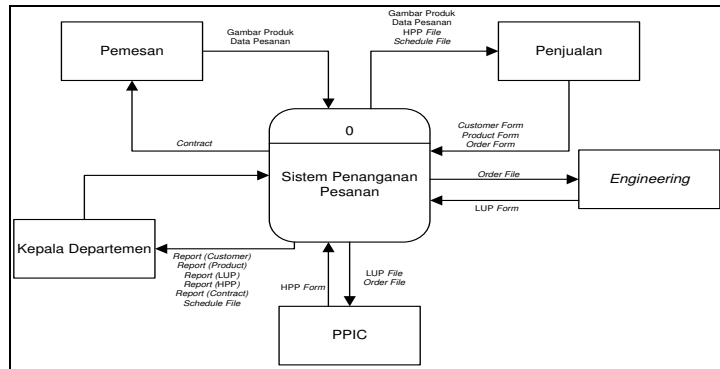 Gambar Produk
Data Pesanan
HPP File
Schedule File
Gambar Produk
Data Pesanan
Pemesan
Penjualan
0
Customer Form
Product Form
Order Form
Contract
Sistem Penanganan
Pesanan
Order File
Engineering
LUP Form
Kepala Departemen
Report (Customer)
Report (Product)
Report (LUP)
Report (HPP)
Report (Contract)
Schedule File
HPP Form
LUP File
Order File
PPIC